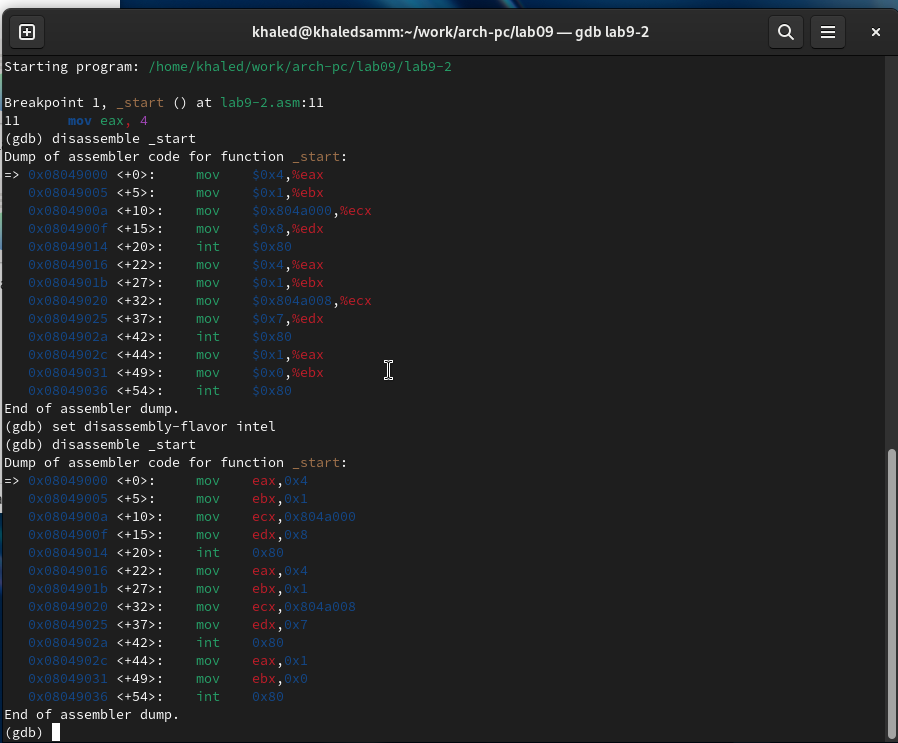 khaled@khaledsamm:~/work/arch-pc/lab09 — gdb lab9-2
Starting program: /home/khaled/work/arch-pc/lab09/lab9-2
Breakpoint 1, _start () at lab9-2.asm:11
11      mov eax, 4
(gdb) disassemble _start
Dump of assembler code for function _start:
=> 0x08049000 <+0>:     mov    $0x4,%eax
   0x08049005 <+5>:     mov    $0x1,%ebx
   0x0804900a <+10>:    mov    $0x804a000,%ecx
   0x0804900f <+15>:    mov    $0x8,%edx
   0x08049014 <+20>:    int    $0x80
   0x08049016 <+22>:    mov    $0x4,%eax
   0x0804901b <+27>:    mov    $0x1,%ebx
   0x08049020 <+32>:    mov    $0x804a008,%ecx
   0x08049025 <+37>:    mov    $0x7,%edx
   0x0804902a <+42>:    int    $0x80
   0x0804902c <+44>:    mov    $0x1,%eax
   0x08049031 <+49>:    mov    $0x0,%ebx
   0x08049036 <+54>:    int    $0x80
End of assembler dump.
(gdb) set disassembly-flavor intel
(gdb) disassemble _start
Dump of assembler code for function _start:
=> 0x08049000 <+0>:     mov    eax,0x4
   0x08049005 <+5>:     mov    ebx,0x1
   0x0804900a <+10>:    mov    ecx,0x804a000
   0x0804900f <+15>:    mov    edx,0x8
   0x08049014 <+20>:    int    0x80
   0x08049016 <+22>:    mov    eax,0x4
   0x0804901b <+27>:    mov    ebx,0x1
   0x08049020 <+32>:    mov    ecx,0x804a008
   0x08049025 <+37>:    mov    edx,0x7
   0x0804902a <+42>:    int    0x80
   0x0804902c <+44>:    mov    eax,0x1
   0x08049031 <+49>:    mov    ebx,0x0
   0x08049036 <+54>:    int    0x80
End of assembler dump.
(gdb)